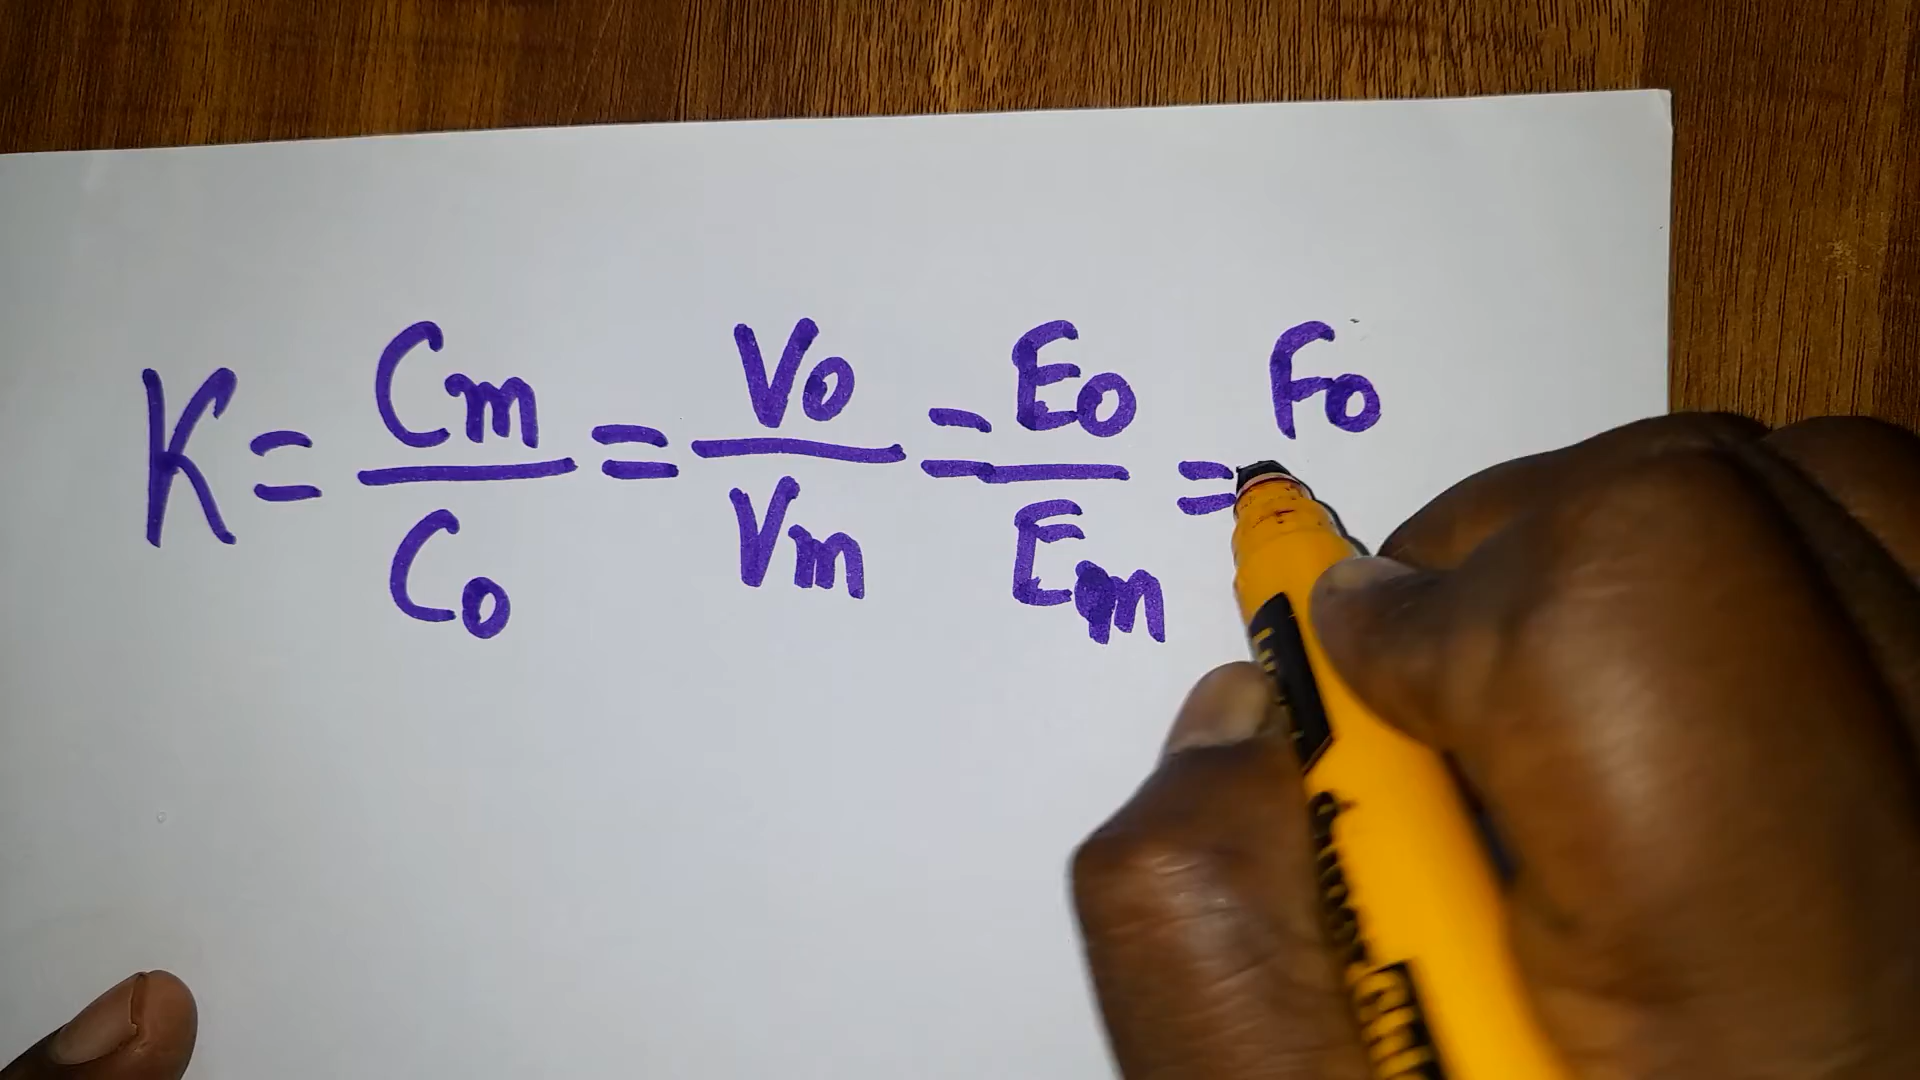 K = Cm/Co = Vo/Vm = Eo/Em = Fo